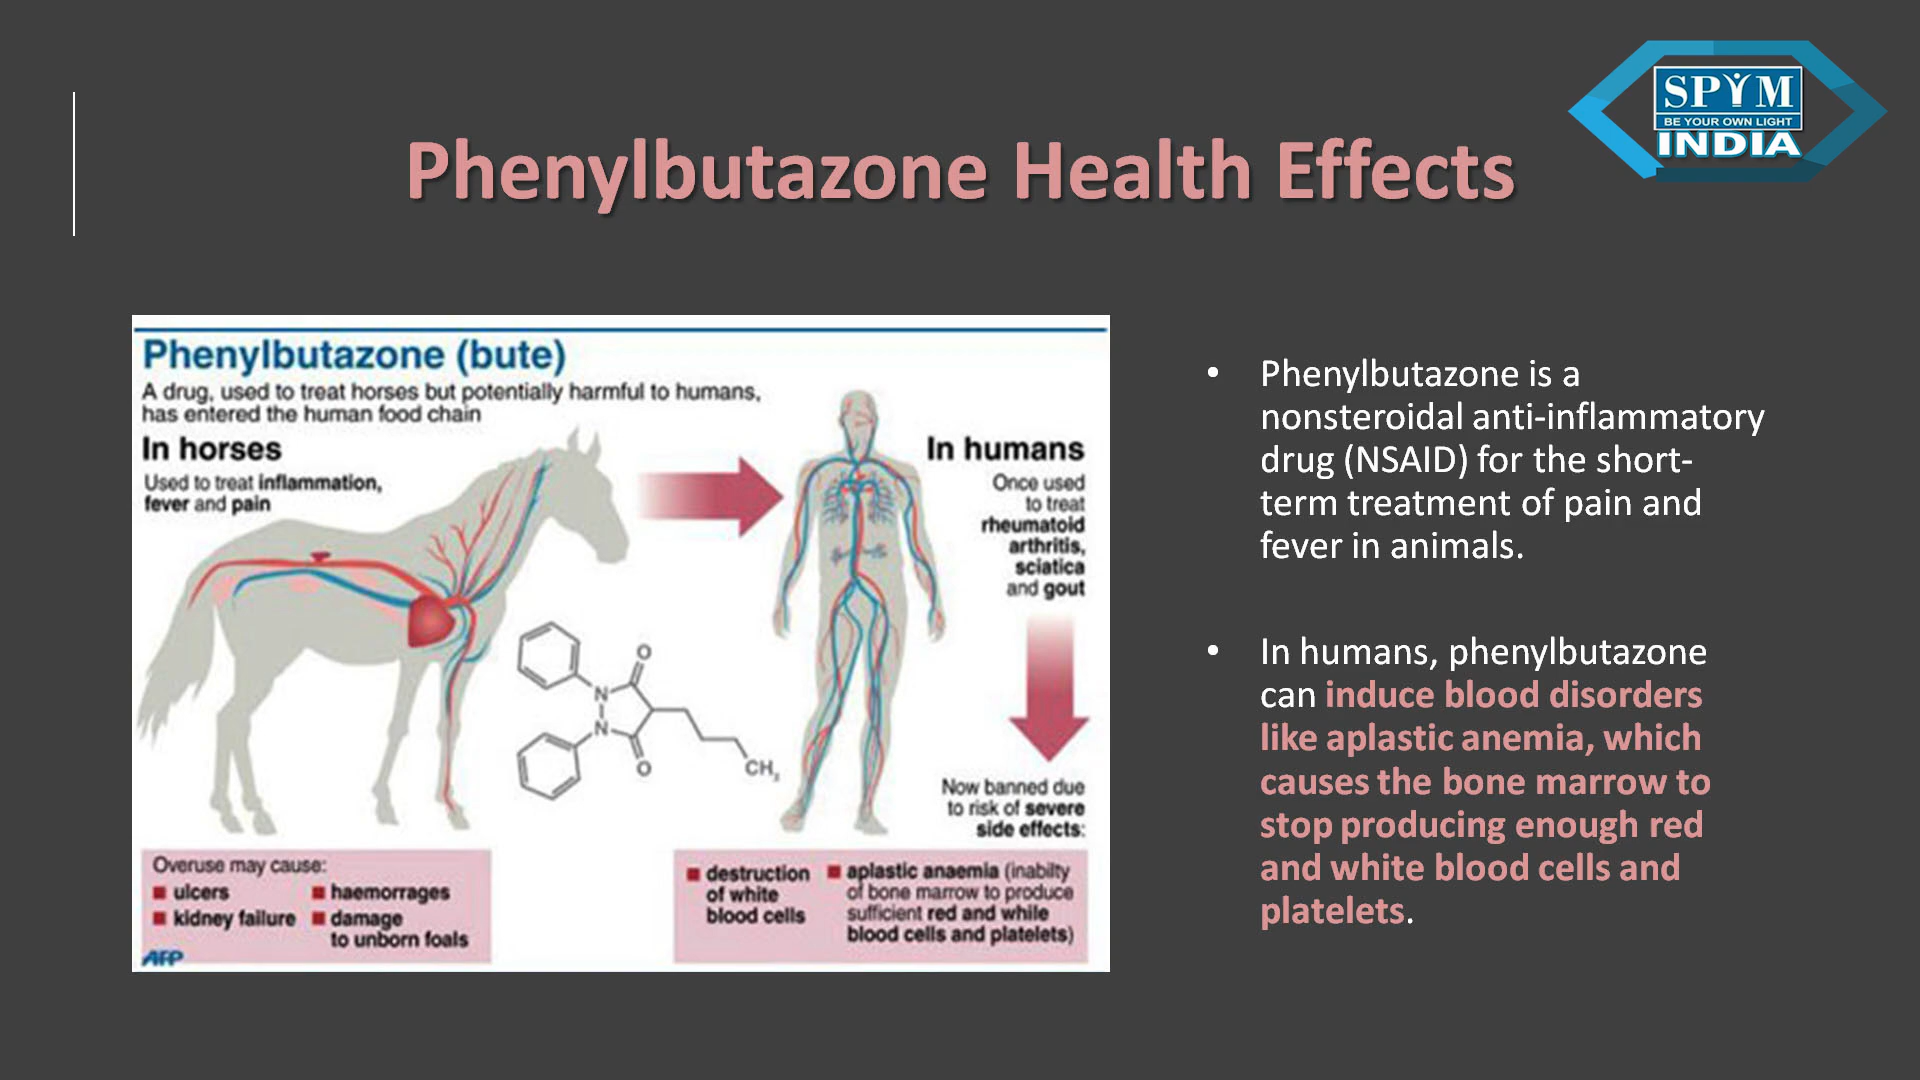 SPYM
BE YOUR OWN LIGHT
INDIA
Phenylbutazone Health Effects
Phenylbutazone (bute)
A drug, used to treat horses but potentially harmful to humans,
has entered the human food chain
In horses
Used to treat inflammation,
fever and pain
In humans
Once used
to treat
rheumatoid
arthritis,
sciatica
and gout
O
N
N
O
CH3
Now banned due
to risk of severe
side effects:
Overuse may cause:
■ ulcers
■ kidney failure
■ haemorrages
■ damage
to unborn foals
■ destruction
of white
blood cells
■ aplastic anaemia (inabilty
of bone marrow to produce
sufficient red and while
blood cells and platelets)
AFP
• Phenylbutazone is a
nonsteroidal anti-inflammatory
drug (NSAID) for the short-
term treatment of pain and
fever in animals.
• In humans, phenylbutazone
can induce blood disorders
like aplastic anemia, which
causes the bone marrow to
stop producing enough red
and white blood cells and
platelets.